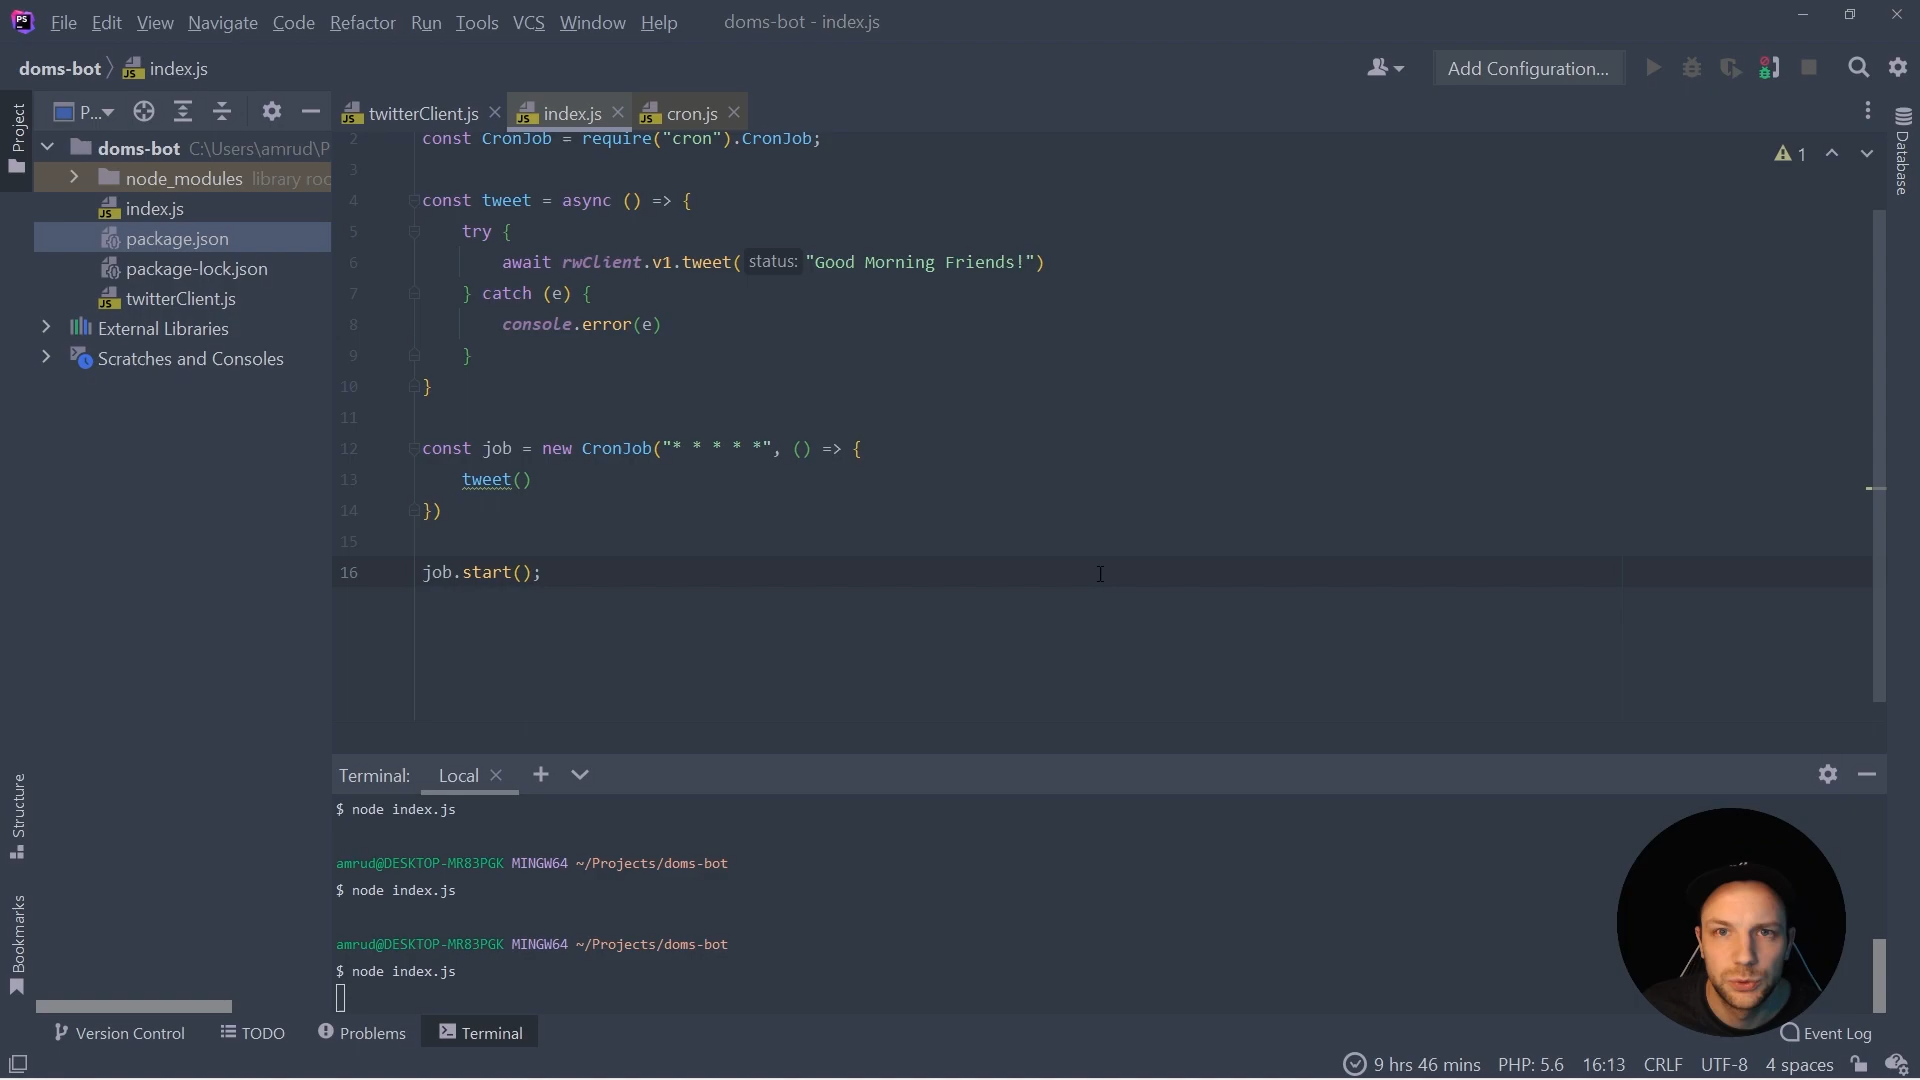 PS File Edit View Navigate Code Refactor Run Tools VCS Window Help doms-bot - index.js
doms-bot index.js
Add Configuration...
Project
P...
twitterClient.js
index.js
cron.js
Database
doms-bot C:\Users\amrud\P
node_modules library roo
index.js
package.json
package-lock.json
twitterClient.js
External Libraries
Scratches and Consoles
1
2 const CronJob = require("cron").CronJob;
3
4 const tweet = async () => {
5 try {
6 await rwClient.v1.tweet( status: "Good Morning Friends!")
7 } catch (e) {
8 console.error(e)
9 }
10 }
11
12 const job = new CronJob("* * * * *", () => {
13 tweet()
14 })
15
16 job.start();
Structure
Bookmarks
Terminal: Local
$ node index.js
amrud@DESKTOP-MR83PGK MINGW64 ~/Projects/doms-bot
$ node index.js
amrud@DESKTOP-MR83PGK MINGW64 ~/Projects/doms-bot
$ node index.js
Version Control TODO Problems Terminal Event Log
9 hrs 46 mins PHP: 5.6 16:13 CRLF UTF-8 4 spaces